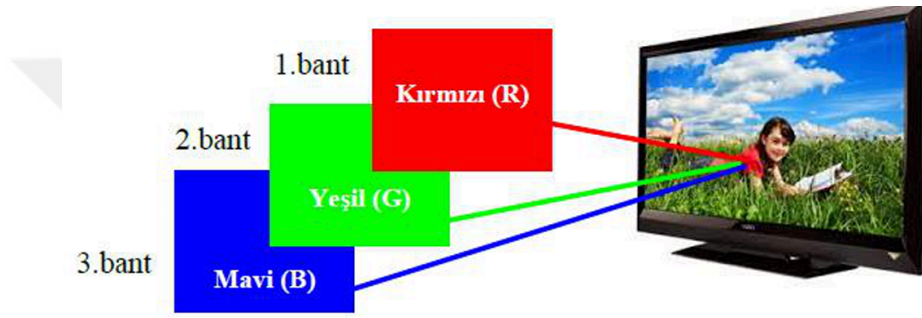 1.bant
Kırmızı (R)
2.bant
Yeşil (G)
3.bant
Mavi (B)